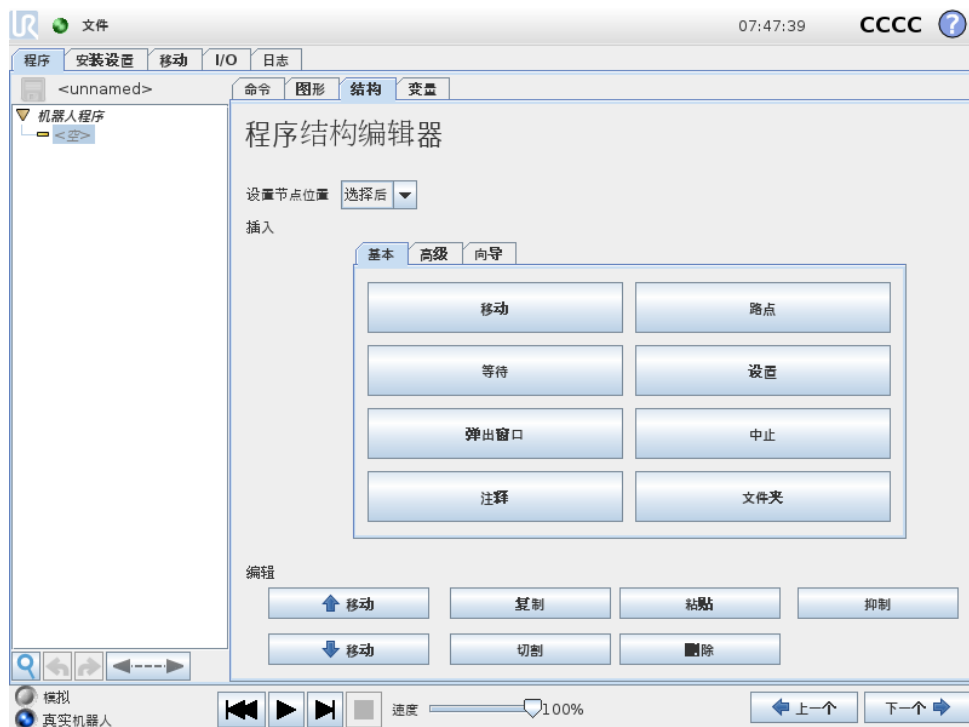 UR 文件 07:47:39 CCCC ?
程序 安装设置 移动 I/O 日志
<unnamed> 命令 图形 结构 变量
机器人程序
<空>
程序结构编辑器
设置节点位置 选择后
插入
基本 高级 向导
移动 路点
等待 设置
弹出窗口 中止
注释 文件夹
编辑
移动 复制 粘贴 抑制
移动 切割 删除
模拟
真实机器人
速度 100% 上一个 下一个